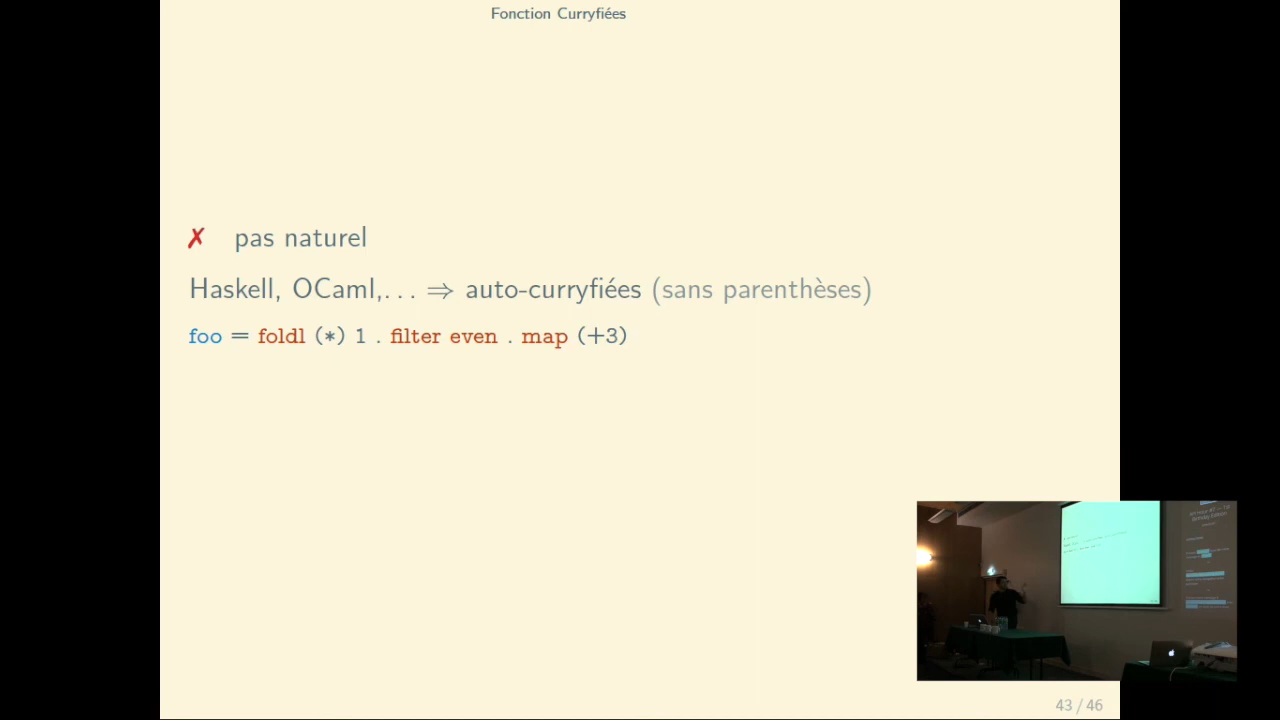 Fonction Curryfiées
✗ pas naturel
Haskell, OCaml,. . . ⇒ auto-curryfiées (sans parenthèses)
foo = foldl (*) 1 . filter even . map (+3)
43 / 46